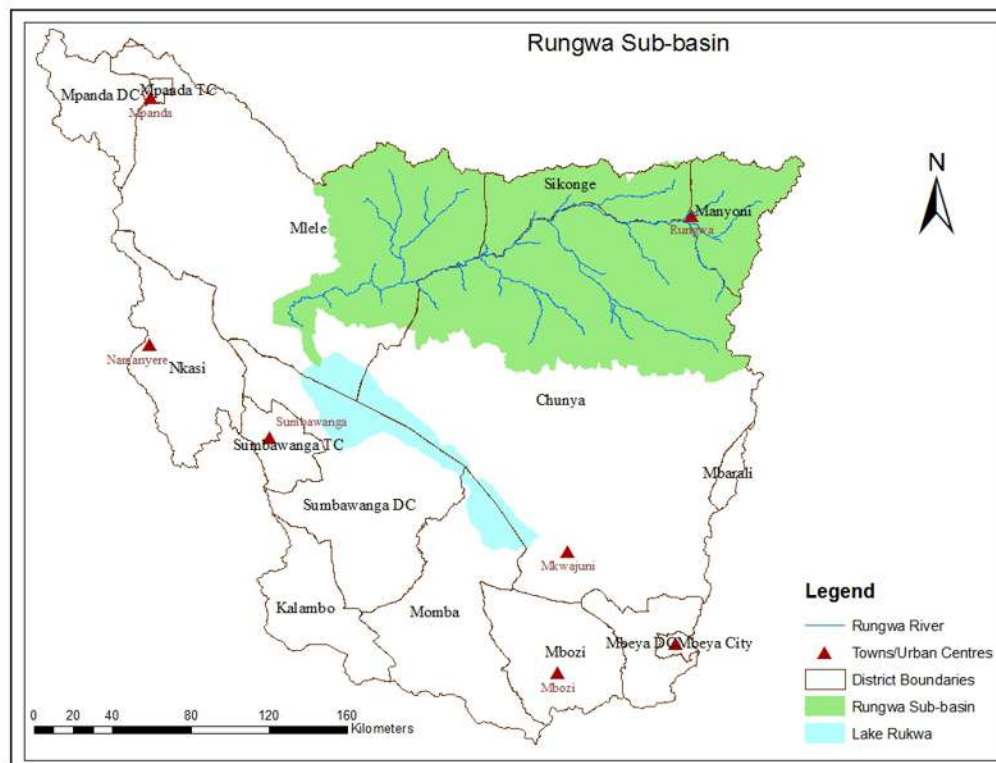 Rungwa Sub-basin
Mpanda DC
Mpanda TC
Mpanda
Sikonge
N
Manyoni
Rungwa
Mlele
Namanyere
Nkasi
Chunya
Sumbawanga
Sumbawanga TC
Mbarali
Sumbawanga DC
Mkwajuni
Kalambo
Momba
Legend
Rungwa River
Mbozi
Mbeya DC
Mbeya City
Towns/Urban Centres
Mbozi
District Boundaries
Rungwa Sub-basin
0 20 40 80 120 160
Kilometers
Lake Rukwa